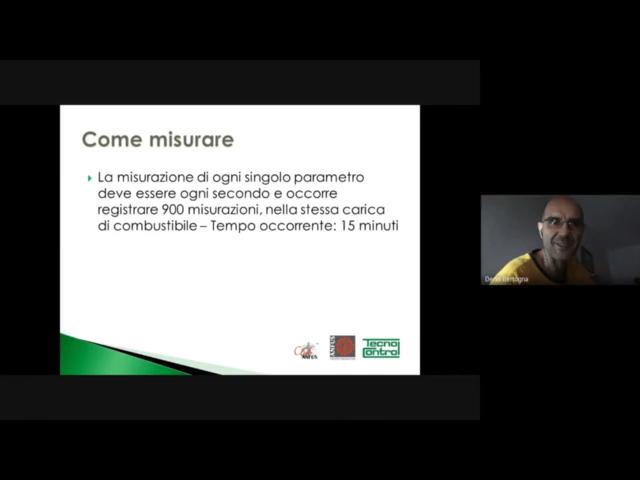 Come misurare
La misurazione di ogni singolo parametro
deve essere ogni secondo e occorre
registrare 900 misurazioni, nella stessa carica
di combustibile – Tempo occorrente: 15 minuti
Tecno
Control
ANFUS